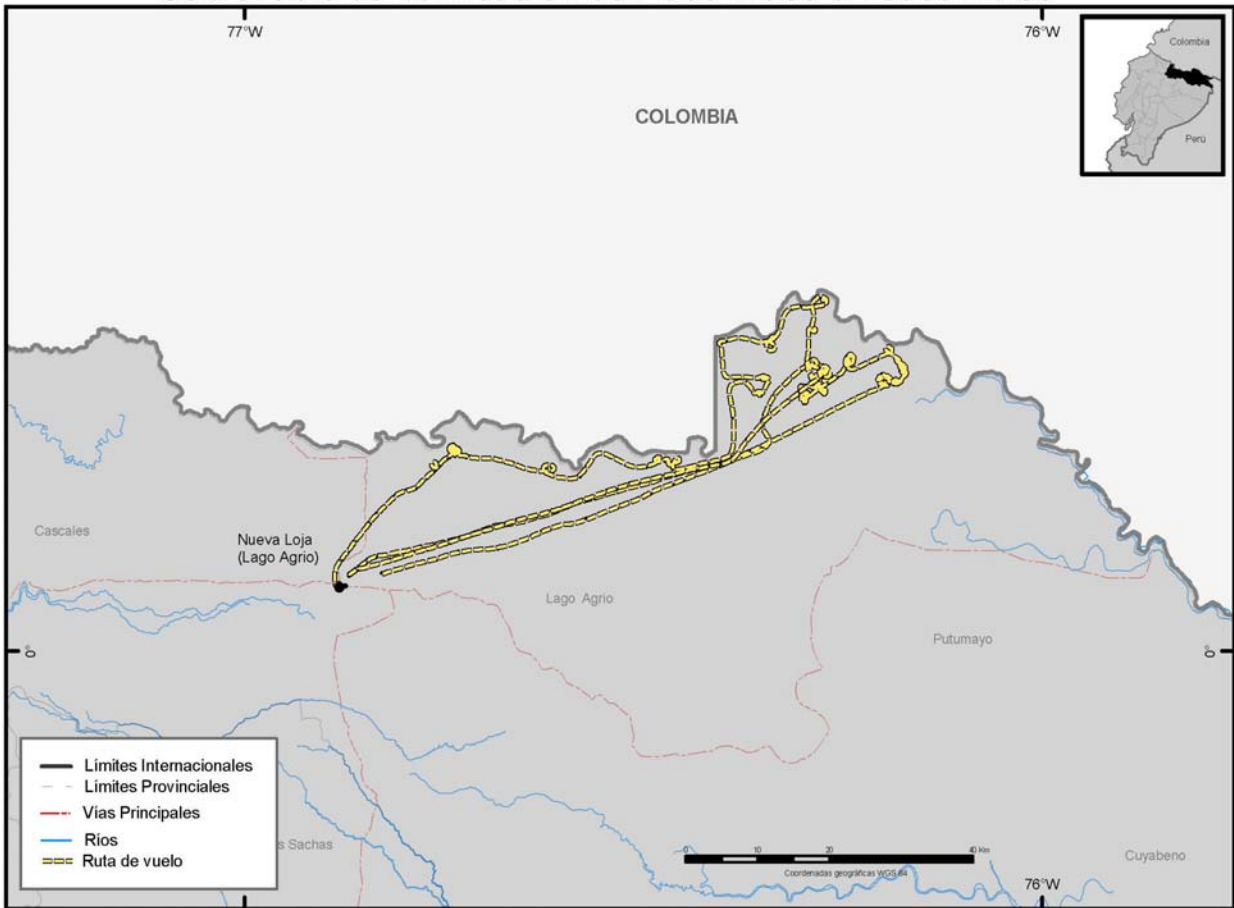 77°W
76°W
Colombia
Perú
COLOMBIA
Cascales
Nueva Loja
(Lago Agrio)
Lago Agrio
Putumayo
0°
0°
Límites Internacionales
Límites Provinciales
Vías Principales
Ríos
Ruta de vuelo
s Sachas
0
10
20
40 Km
Coordenadas geográficas WGS 84
Cuyabeno
76°W